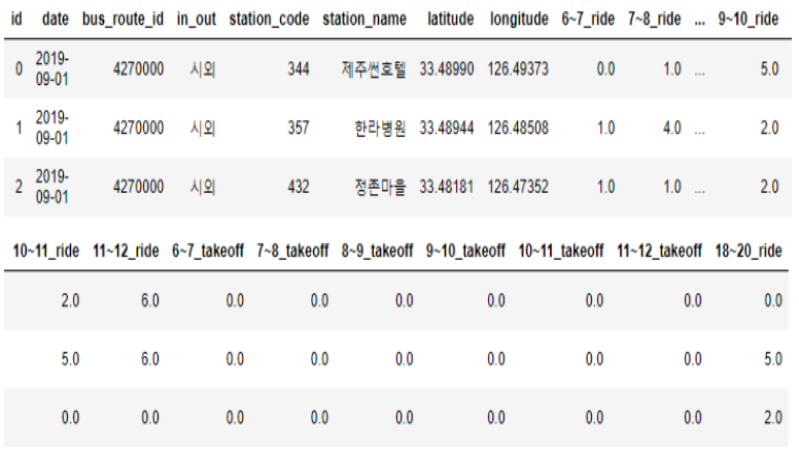 id date bus_route_id in_out station_code station_name latitude longitude 6~7_ride 7~8_ride ... 9~10_ride
0 2019-09-01 4270000 시외 344 제주썬호텔 33.48990 126.49373 0.0 1.0 ... 5.0
1 2019-09-01 4270000 시외 357 한라병원 33.48944 126.48508 1.0 4.0 ... 2.0
2 2019-09-01 4270000 시외 432 정존마을 33.48181 126.47352 1.0 1.0 ... 2.0
10~11_ride 11~12_ride 6~7_takeoff 7~8_takeoff 8~9_takeoff 9~10_takeoff 10~11_takeoff 11~12_takeoff 18~20_ride
2.0 6.0 0.0 0.0 0.0 0.0 0.0 0.0 0.0
5.0 6.0 0.0 0.0 0.0 0.0 0.0 0.0 5.0
0.0 0.0 0.0 0.0 0.0 0.0 0.0 0.0 2.0